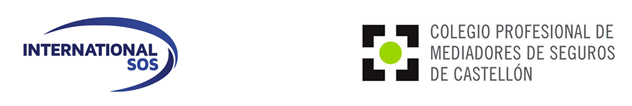 INTERNATIONAL
SOS
COLEGIO PROFESIONAL DE
MEDIADORES DE SEGUROS
DE CASTELLÓN